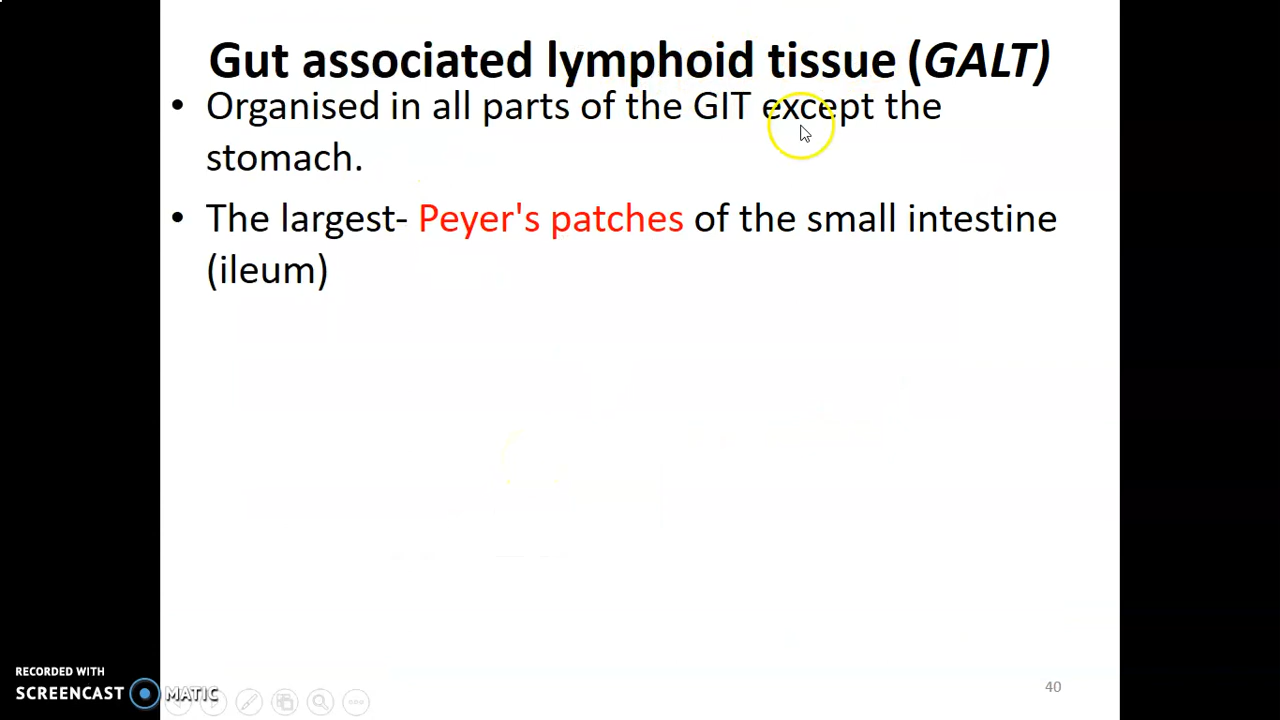 Gut associated lymphoid tissue (GALT)
• Organised in all parts of the GIT except the
stomach.
• The largest- Peyer's patches of the small intestine
(ileum)
RECORDED WITH
SCREENCAST MATIC
40